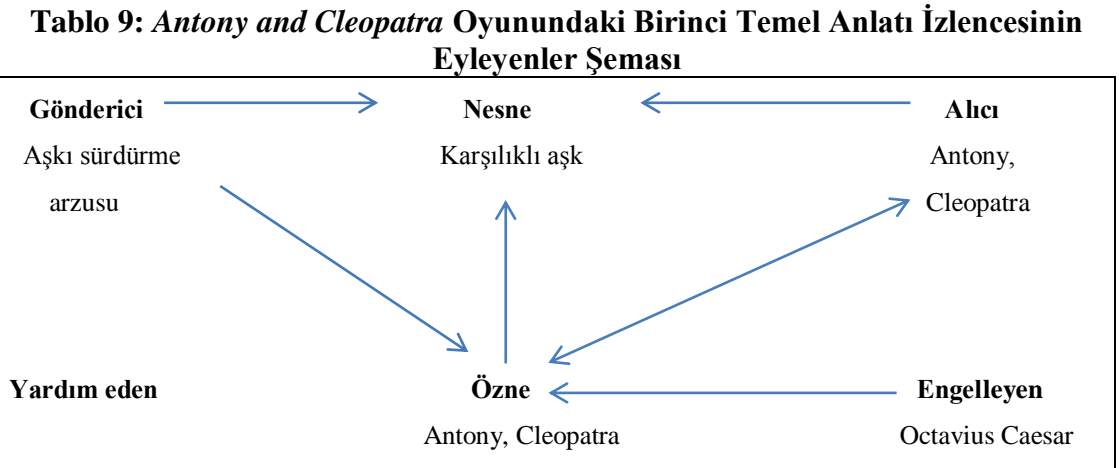 Tablo 9: Antony and Cleopatra Oyunundaki Birinci Temel Anlatı İzlencesinin
Eyleyenler Şeması
Gönderici Nesne Alıcı
Aşkı sürdürme Karşılıklı aşk Antony,
arzusu Cleopatra
Yardım eden Özne Engelleyen
Antony, Cleopatra Octavius Caesar